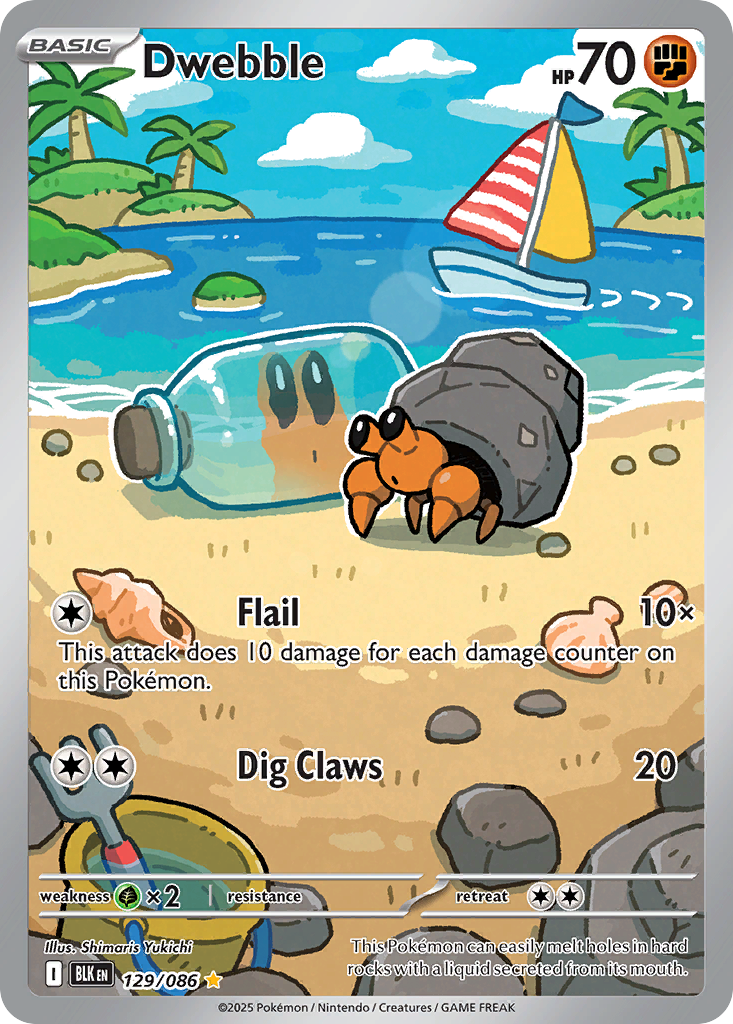 BASIC
Dwebble
HP 70
Flail 10×
This attack does 10 damage for each damage counter on
this Pokémon.
Dig Claws 20
weakness ×2 resistance retreat
Illus. Shimaris Yukichi
This Pokémon can easily melt holes in hard
rocks with a liquid secreted from its mouth.
I BLK EN 129/086
©2025 Pokémon / Nintendo / Creatures / GAME FREAK